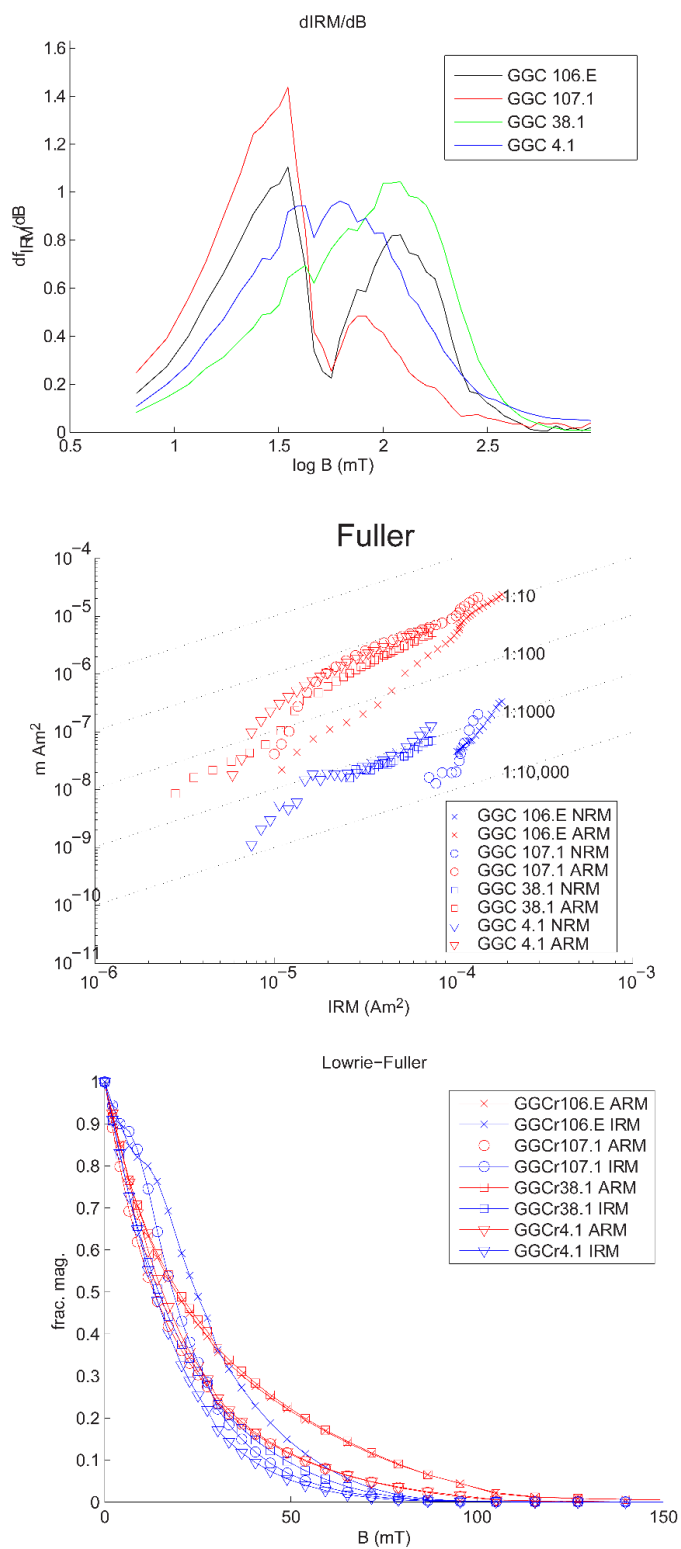 dIRM/dB
1.6
1.4
1.2
1
0.8
0.6
0.4
0.2
0
0.5
1
1.5
2
2.5
df_IRM/dB
log B (mT)
GGC 106.E
GGC 107.1
GGC 38.1
GGC 4.1
Fuller
10^−4
10^−5
10^−6
10^−7
10^−8
10^−9
10^−10
10^−11
m Am²
1:10
1:100
1:1000
1:10,000
GGC 106.E NRM
GGC 106.E ARM
GGC 107.1 NRM
GGC 107.1 ARM
GGC 38.1 NRM
GGC 38.1 ARM
GGC 4.1 NRM
GGC 4.1 ARM
10^−6
10^−5
10^−4
10^−3
IRM (Am²)
Lowrie−Fuller
1
0.9
0.8
0.7
0.6
0.5
0.4
0.3
0.2
0.1
0
frac. mag.
GGCr106.E ARM
GGCr106.E IRM
GGCr107.1 ARM
GGCr107.1 IRM
GGCr38.1 ARM
GGCr38.1 IRM
GGCr4.1 ARM
GGCr4.1 IRM
0
50
100
150
B (mT)